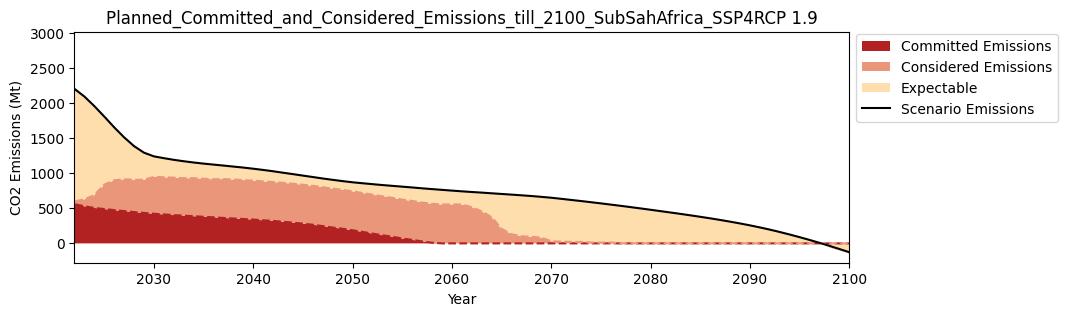 Planned_Committed_and_Considered_Emissions_till_2100_SubSahAfrica_SSP4RCP 1.9
3000
2500
2000
1500
1000
500
0
CO2 Emissions (Mt)
2030 2040 2050 2060 2070 2080 2090 2100
Year
Committed Emissions
Considered Emissions
Expectable
Scenario Emissions